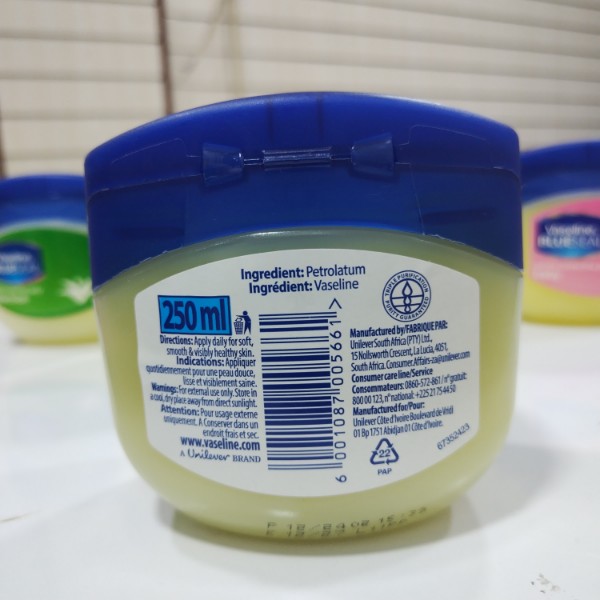 Ingredient: Petrolatum
Ingrédient: Vaseline
250 ml
Directions: Apply daily for soft,
smooth & visibly healthy skin.
Indications: Appliquer
quotidiennement pour une peau douce,
lisse et visiblement saine.
Warnings: For external use only. Store in
a cool, dry place away from direct sunlight.
Attention: Pour usage externe
uniquement. A Conserver dans un
endroit frais et sec.
www.vaseline.com
A Unilever BRAND
6 001087 005661 >
TRIPLE PURIFICATION
PURITY GUARANTEED
Manufactured by/FABRIQUE PAR:
Unilever South Africa (PTY) Ltd.,
15 Nollsworth Crescent, La Lucia, 4051,
South Africa. Consumer.Affairs-za@unilever.com
Consumer care line/Service
Consommateurs: 0860-572-861 / n° gratuit:
800 00 123, n° national: +225 21 75 44 50
Manufactured for/Pour:
Unilever Côte d'Ivoire Boulevard de Vridi
01 Bp 1751 Abidjan 01 Côte d'Ivoire.
22
PAP
67352423
Vaseline
BLUESEAL